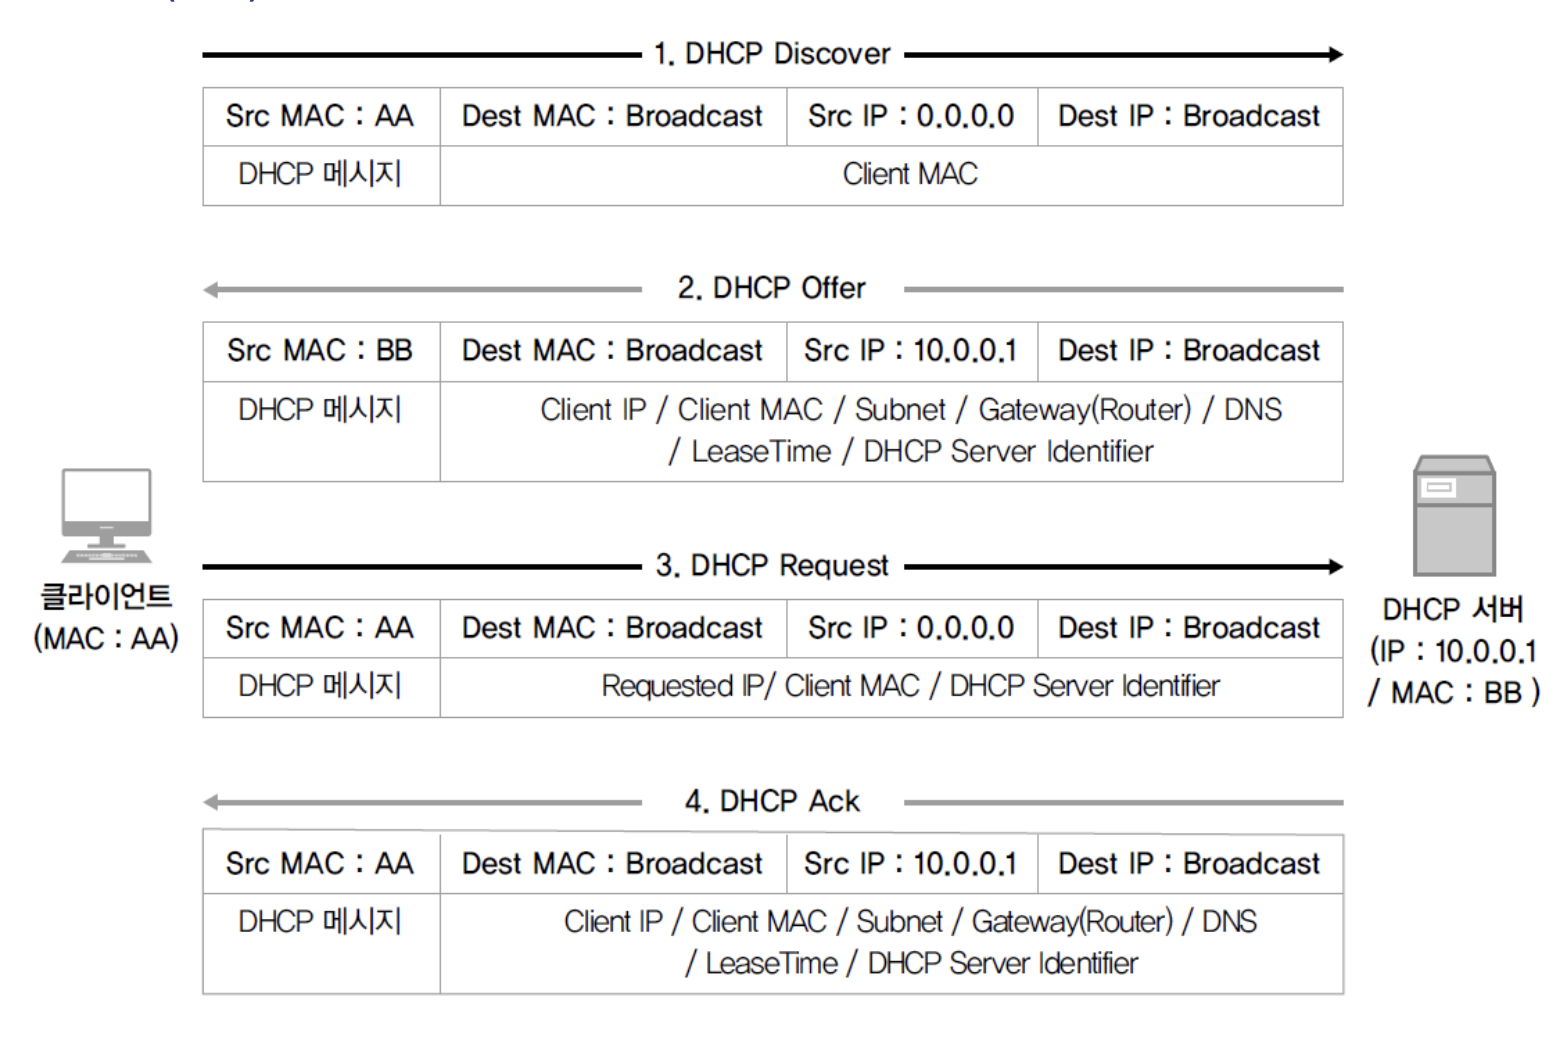 1. DHCP Discover
Src MAC : AA
Dest MAC : Broadcast
Src IP : 0.0.0.0
Dest IP : Broadcast
DHCP 메시지
Client MAC
2. DHCP Offer
Src MAC : BB
Dest MAC : Broadcast
Src IP : 10.0.0.1
Dest IP : Broadcast
DHCP 메시지
Client IP / Client MAC / Subnet / Gateway(Router) / DNS
/ LeaseTime / DHCP Server Identifier
클라이언트
(MAC : AA)
DHCP 서버
(IP : 10.0.0.1
/ MAC : BB )
3. DHCP Request
Src MAC : AA
Dest MAC : Broadcast
Src IP : 0.0.0.0
Dest IP : Broadcast
DHCP 메시지
Requested IP/ Client MAC / DHCP Server Identifier
4. DHCP Ack
Src MAC : AA
Dest MAC : Broadcast
Src IP : 10.0.0.1
Dest IP : Broadcast
DHCP 메시지
Client IP / Client MAC / Subnet / Gateway(Router) / DNS
/ LeaseTime / DHCP Server Identifier